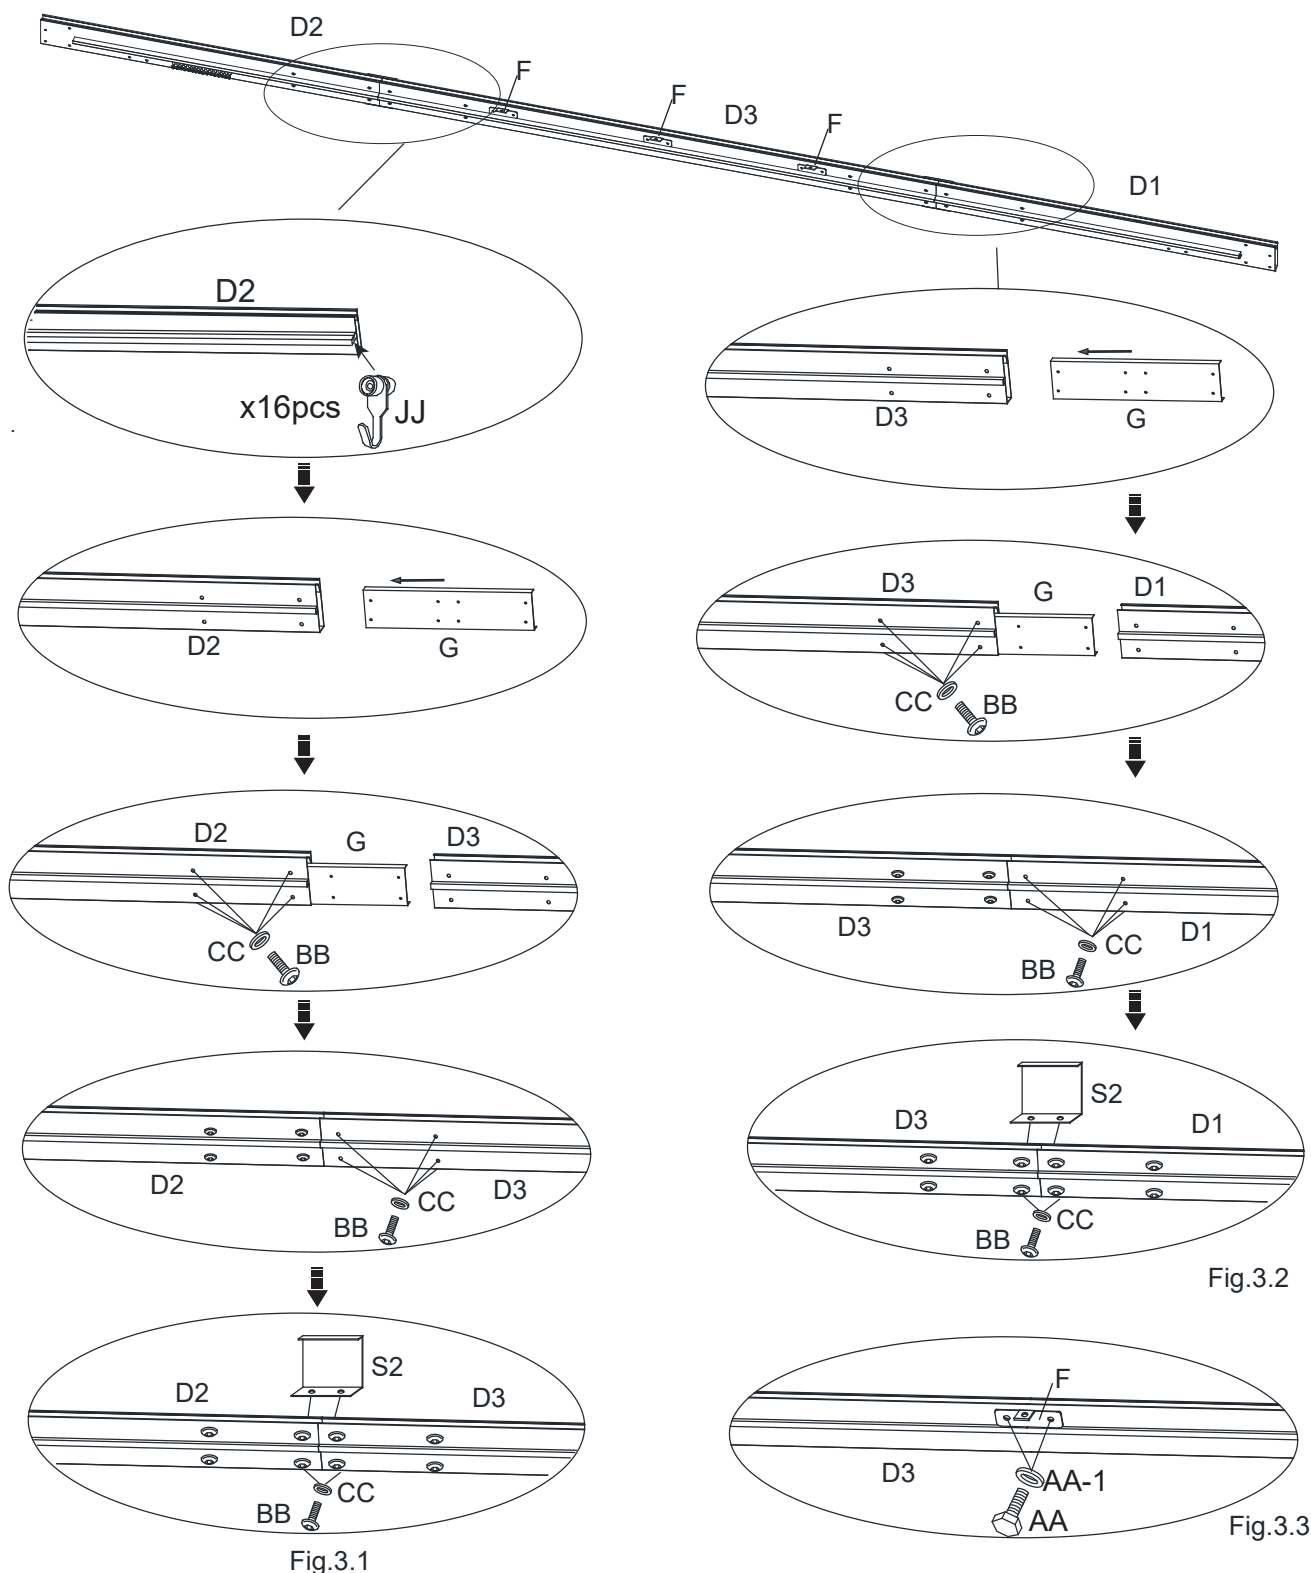 D2
F
F
D3
F
D1
D2
x16pcs
JJ
D2
G
D2
G
D3
CC
BB
D2
D3
CC
BB
S2
D2
D3
CC
BB
Fig.3.1
D3
G
D3
G
D1
CC
BB
D3
D1
CC
BB
S2
D3
D1
CC
BB
Fig.3.2
F
D3
AA-1
AA
Fig.3.3